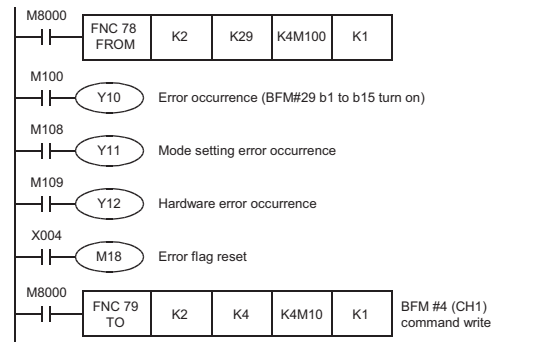 M8000
FNC 78
FROM
K2
K29
K4M100
K1
M100
Y10
Error occurrence (BFM#29 b1 to b15 turn on)
M108
Y11
Mode setting error occurrence
M109
Y12
Hardware error occurrence
X004
M18
Error flag reset
M8000
FNC 79
TO
K2
K4
K4M10
K1
BFM #4 (CH1)
command write